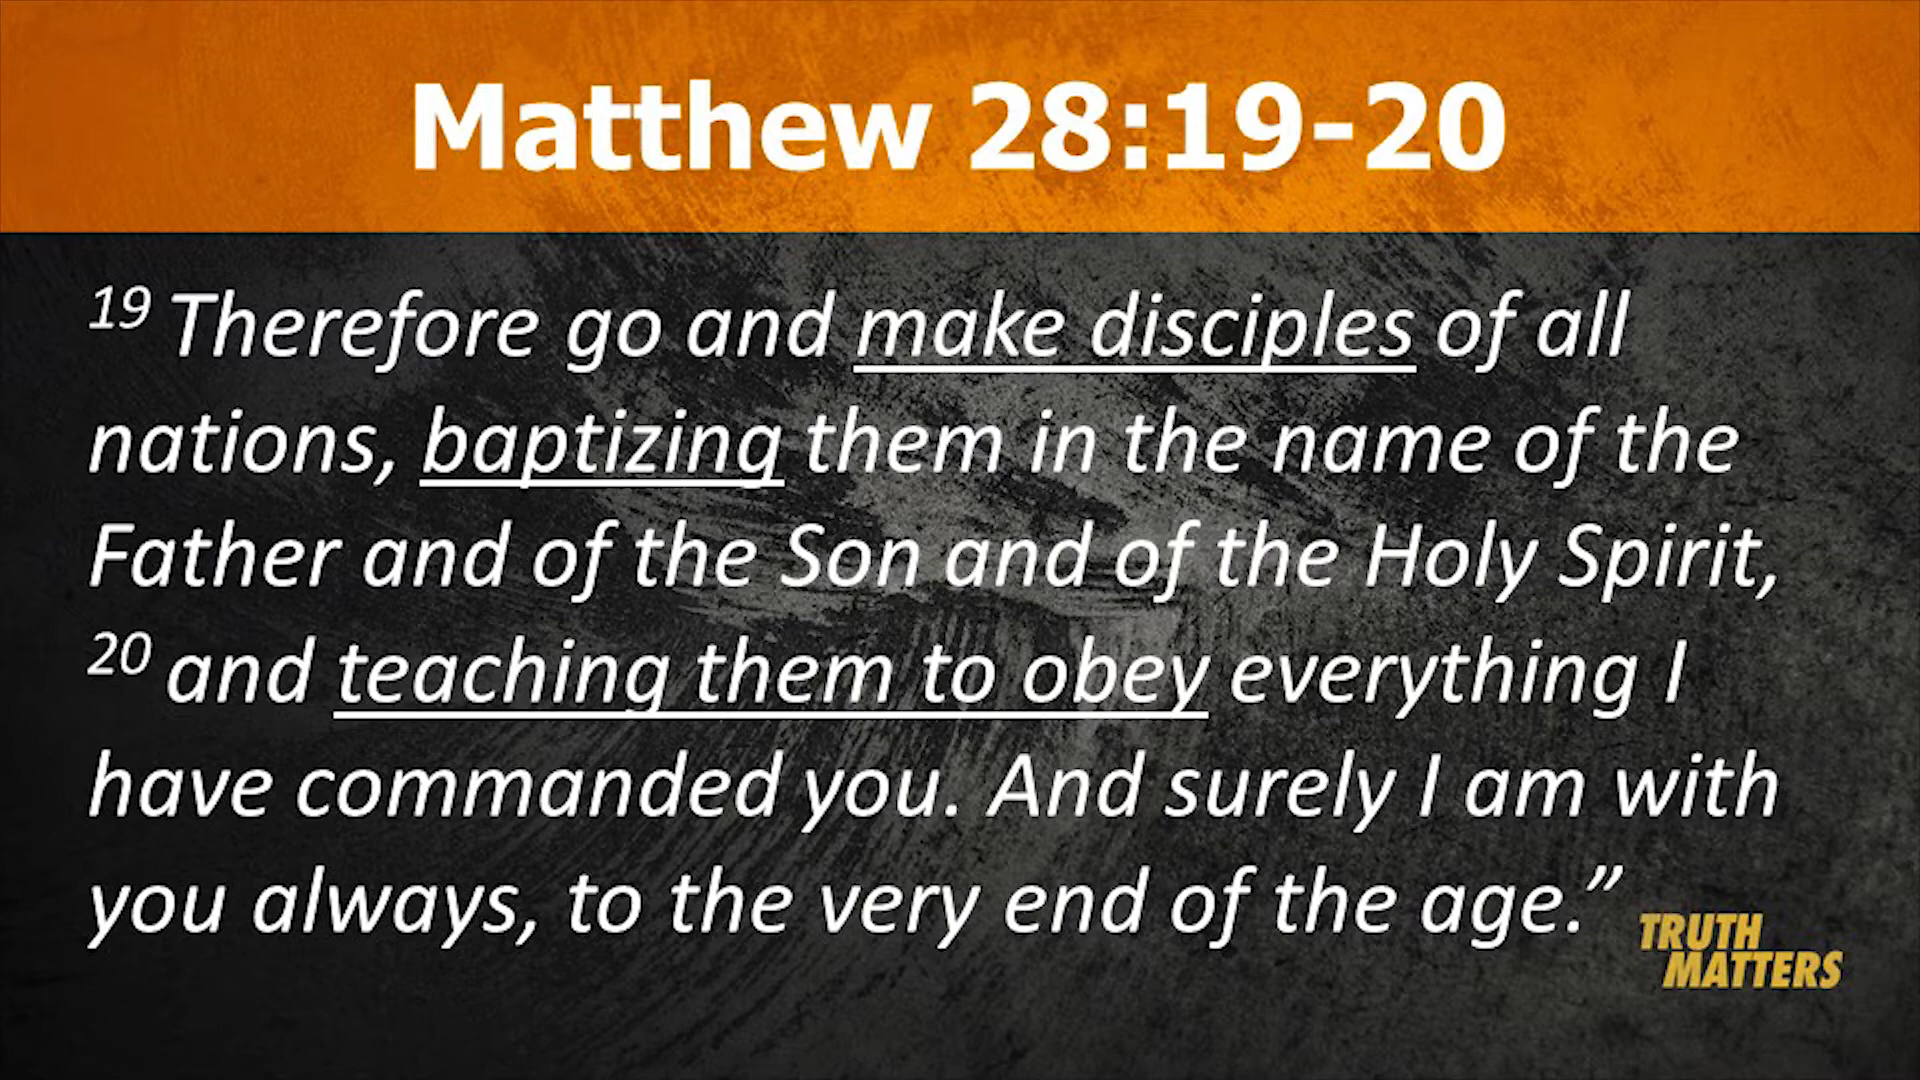 Matthew 28:19-20
19 Therefore go and make disciples of all
nations, baptizing them in the name of the
Father and of the Son and of the Holy Spirit,
20 and teaching them to obey everything I
have commanded you. And surely I am with
you always, to the very end of the age.”
TRUTH
MATTERS